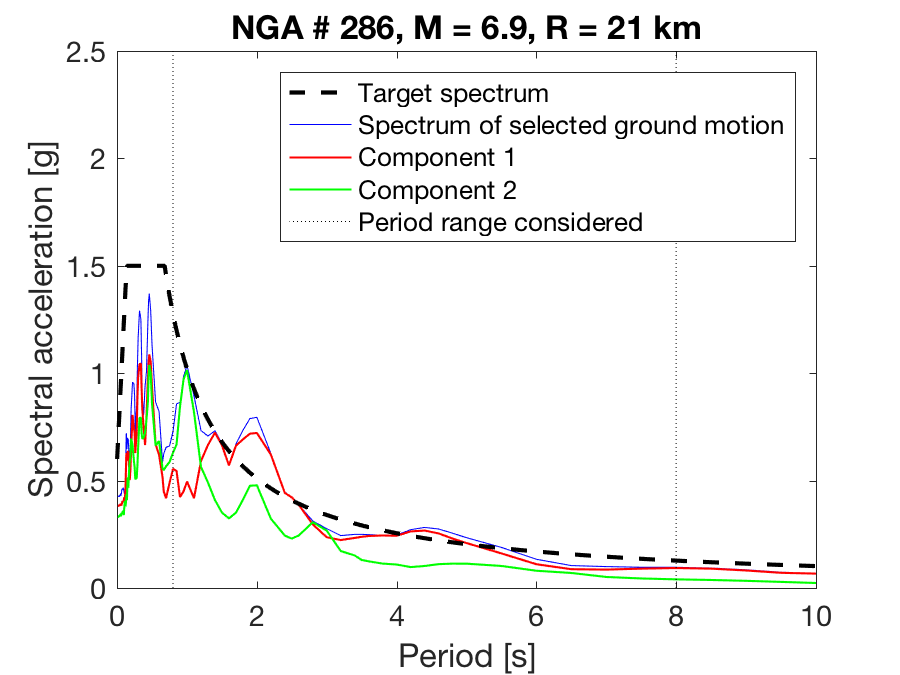 NGA # 286, M = 6.9, R = 21 km
2.5
2
1.5
1
0.5
0
Spectral acceleration [g]
Target spectrum
Spectrum of selected ground motion
Component 1
Component 2
Period range considered
0 2 4 6 8 10
Period [s]